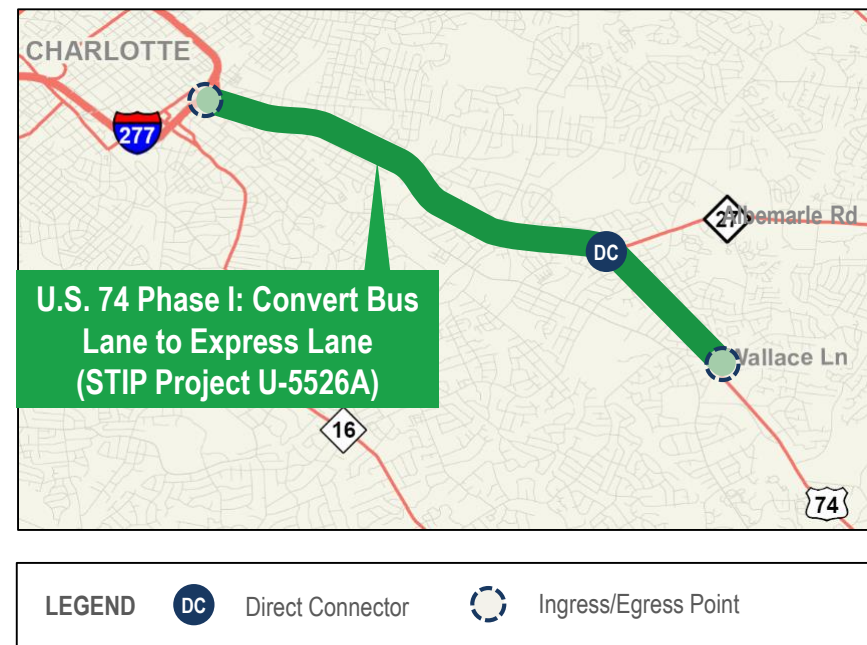 CHARLOTTE
277
27
Albemarle Rd
DC
U.S. 74 Phase I: Convert Bus
Lane to Express Lane
(STIP Project U-5526A)
Wallace Ln
16
74
LEGEND DC Direct Connector Ingress/Egress Point